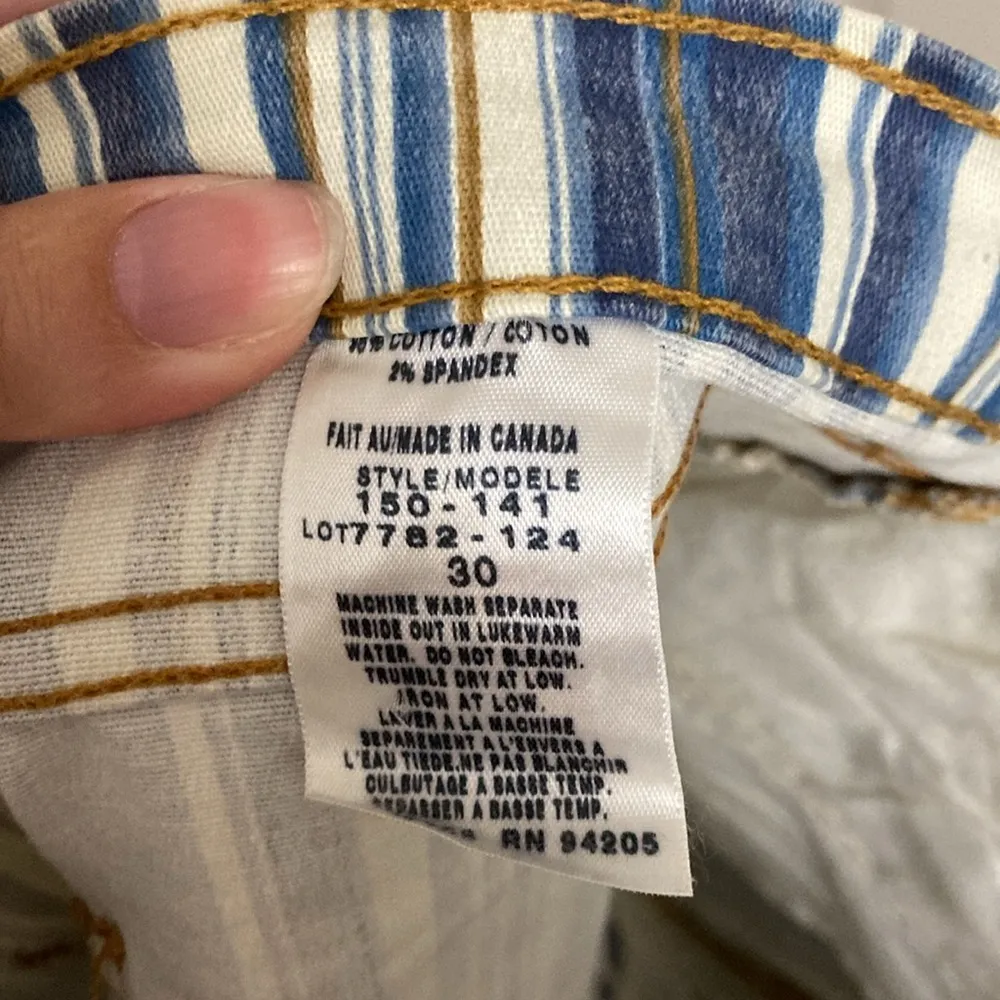 COTTON / COTON
2% SPANDEX
FAIT AU/MADE IN CANADA
STYLE/MODELE
150-141
LOT7782-124
30
MACHINE WASH SEPARATE
INSIDE OUT IN LUKEWARM
WATER. DO NOT BLEACH.
TRUMBLE DRY AT LOW.
IRON AT LOW.
LAVER A LA MACHINE
SEPAREMENT A L'ENVERS A
L'EAU TIEDE.NE PAS BLANCHIR
CULBUTAGE A BASSE TEMP.
REPASSER A BASSE TEMP.
RN 94205